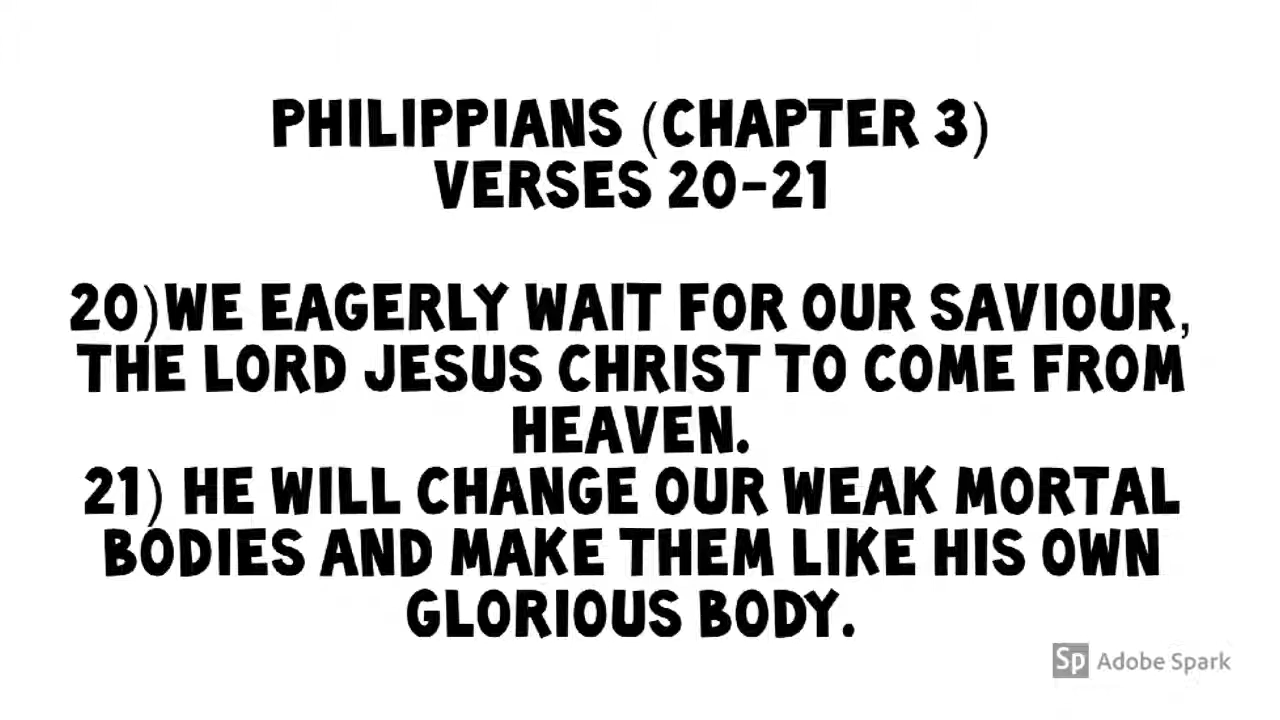 PHILIPPIANS (CHAPTER 3)
VERSES 20-21
20)WE EAGERLY WAIT FOR OUR SAVIOUR,
THE LORD JESUS CHRIST TO COME FROM
HEAVEN.
21) HE WILL CHANGE OUR WEAK MORTAL
BODIES AND MAKE THEM LIKE HIS OWN
GLORIOUS BODY.
Sp Adobe Spark